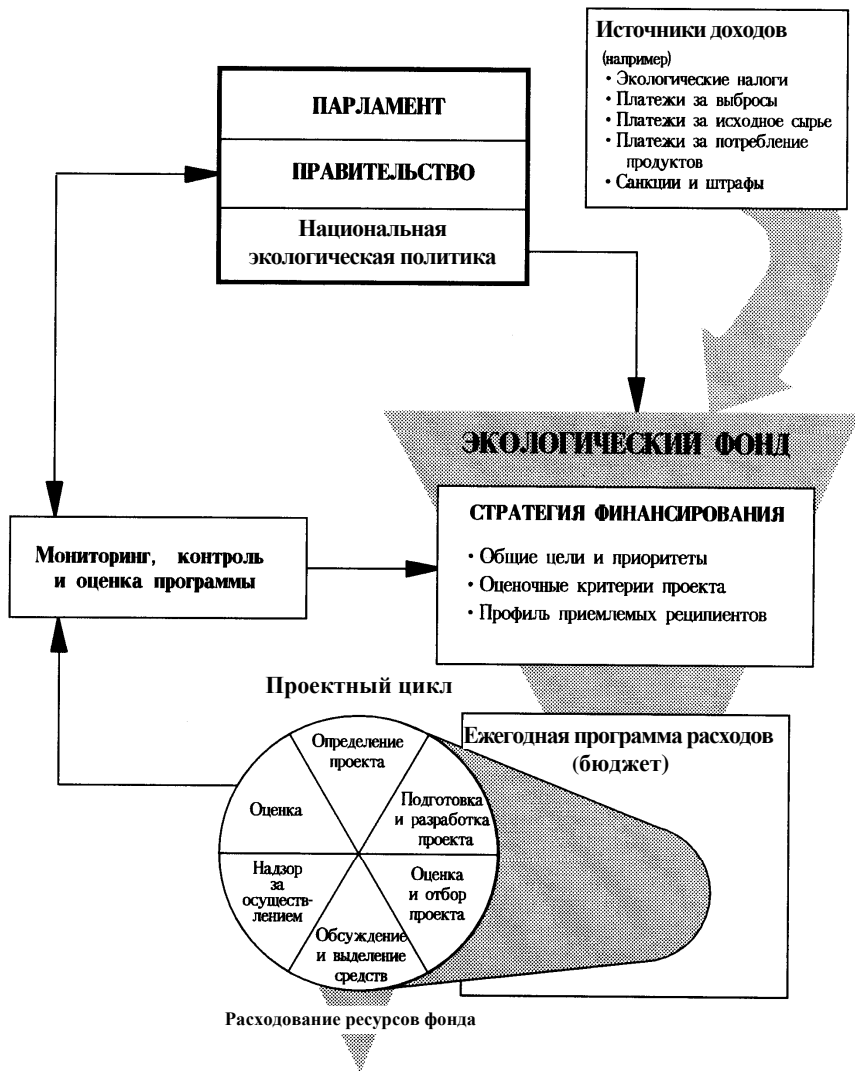 Источники доходов
(например)
• Экологические налоги
• Платежи за выбросы
• Платежи за исходное сырье
• Платежи за потребление
продуктов
• Санкции и штрафы
ПАРЛАМЕНТ
ПРАВИТЕЛЬСТВО
Национальная
экологическая политика
ЭКОЛОГИЧЕСКИЙ ФОНД
СТРАТЕГИЯ ФИНАНСИРОВАНИЯ
• Общие цели и приоритеты
• Оценочные критерии проекта
• Профиль приемлемых реципиентов
Мониторинг, контроль
и оценка программы
Проектный цикл
Ежегодная программа расходов
(бюджет)
Определение
проекта
Подготовка
и разработка
проекта
Оценка
и отбор
проекта
Обсуждение
и выделение
средств
Надзор
за
осуществ-
лением
Оценка
Расходование ресурсов фонда